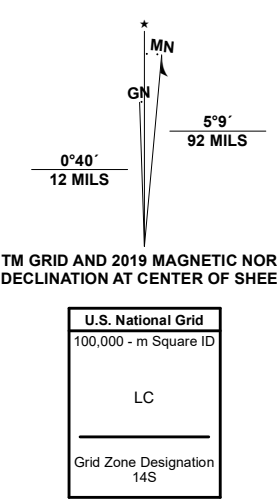 ★
MN
GN
5°9´
92 MILS
0°40´
12 MILS
TM GRID AND 2019 MAGNETIC NOR
DECLINATION AT CENTER OF SHEE
U.S. National Grid
100,000 - m Square ID
LC
Grid Zone Designation
14S